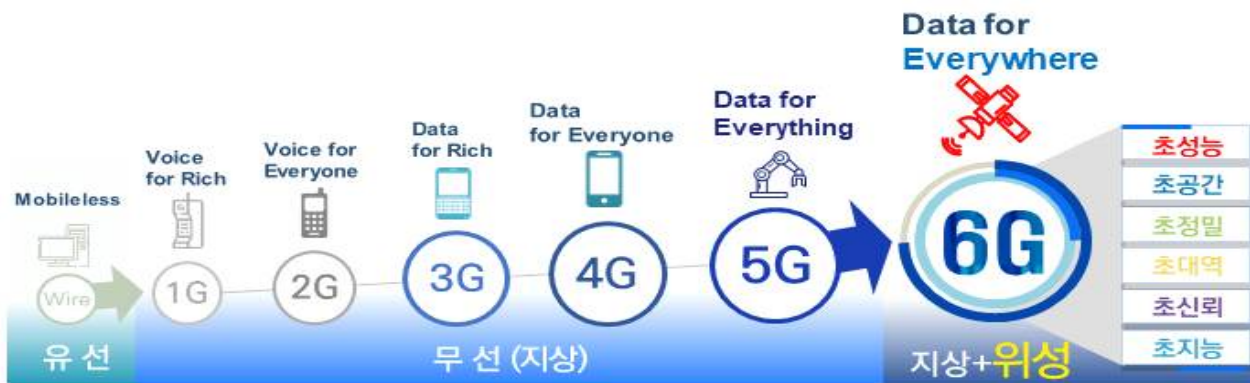 Mobileless
Wire
유 선
Voice
for Rich
1G
Voice for
Everyone
2G
Data
for Rich
3G
Data
for Everyone
4G
Data for
Everything
5G
무 선 (지상)
Data for
Everywhere
6G
지상+위성
초성능
초공간
초정밀
초대역
초신뢰
초지능